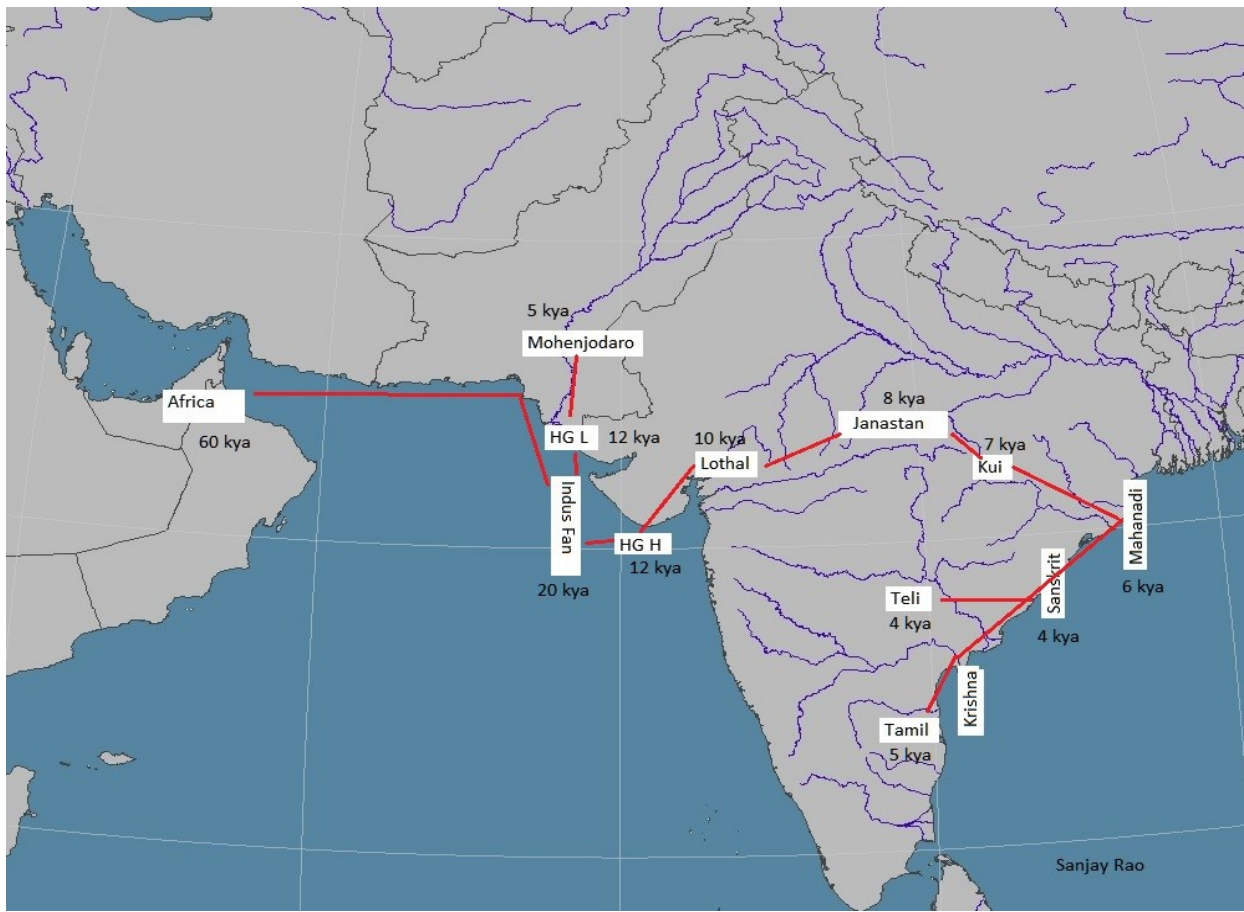 5 kya
Mohenjodaro
Africa
60 kya
HG L
12 kya
10 kya
Lothal
8 kya
Janastan
7 kya
Kui
Indus Fan
20 kya
HG H
12 kya
Mahanadi
6 kya
Sanskrit
4 kya
Teli
4 kya
Krishna
Tamil
5 kya
Sanjay Rao